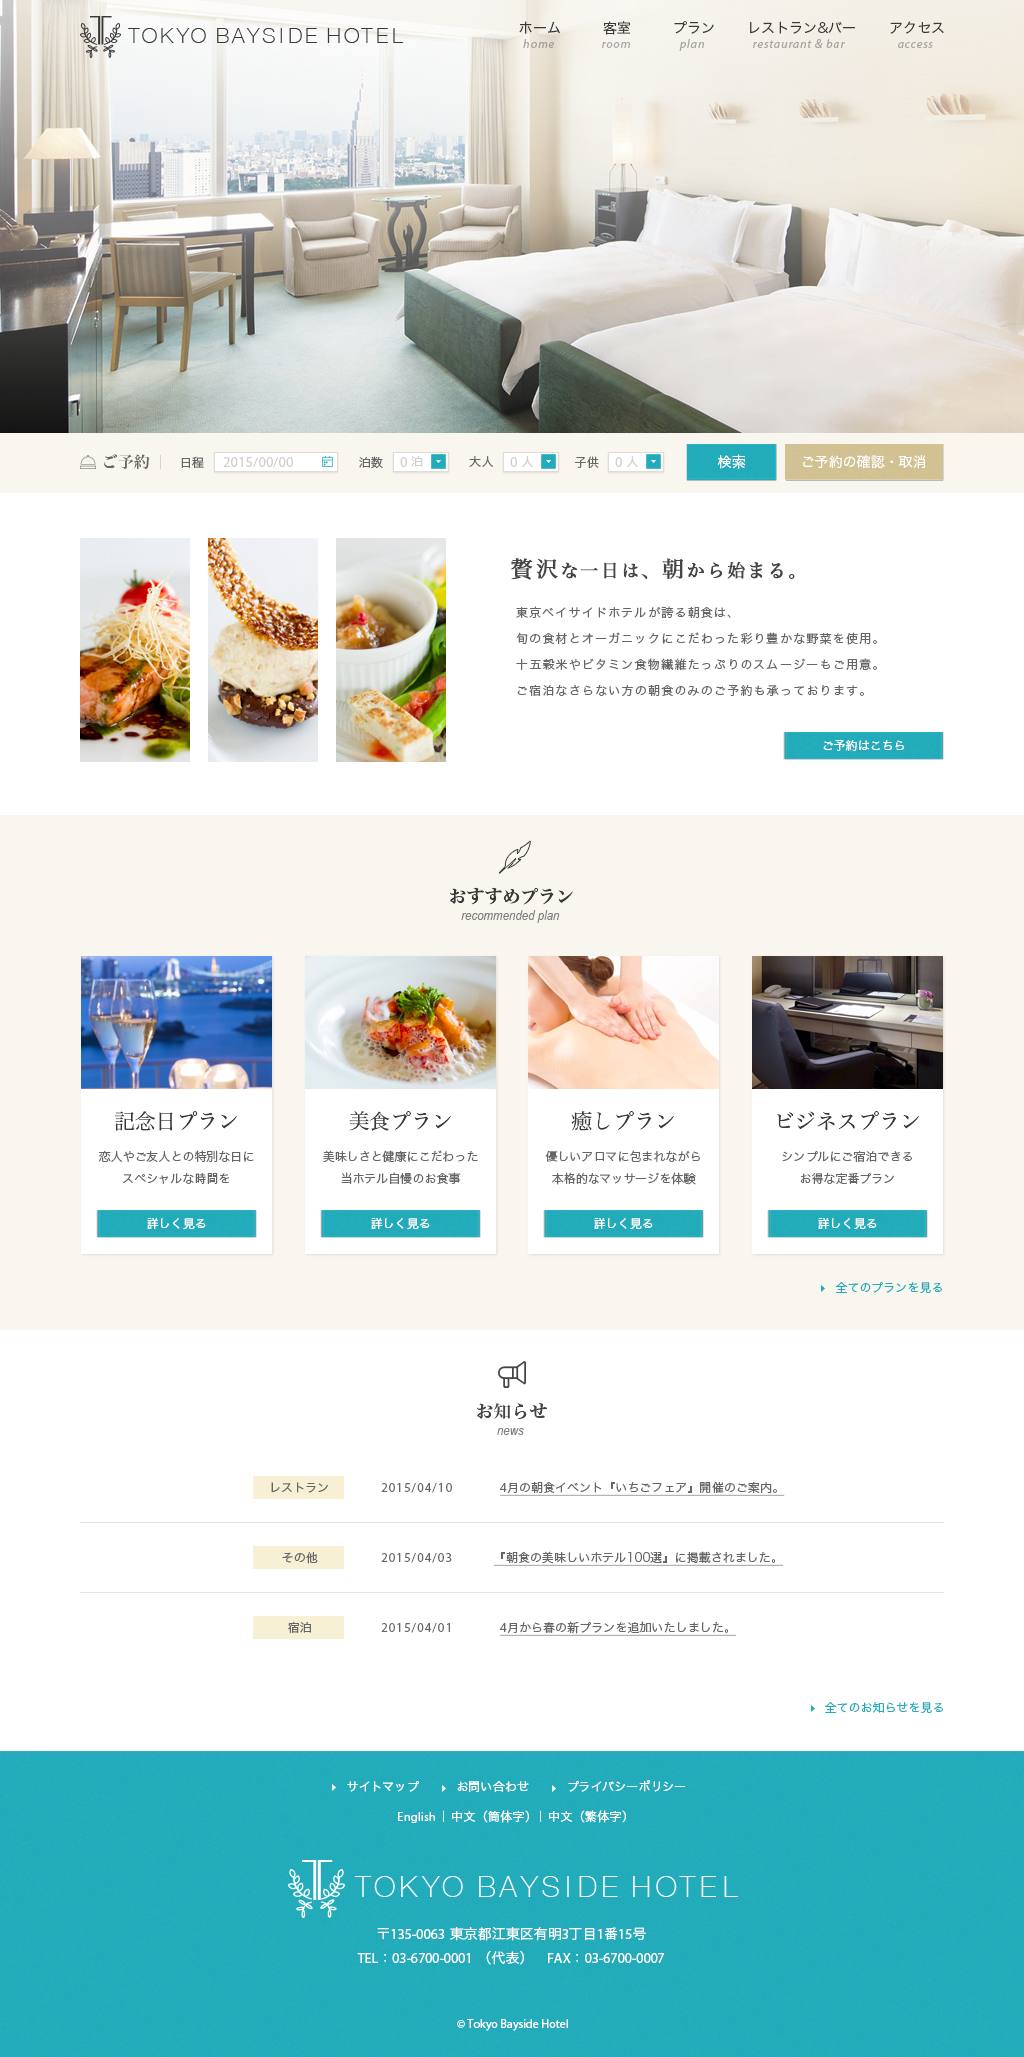 TOKYO BAYSIDE HOTEL
ホーム
home
客室
room
プラン
plan
レストラン&バー
restaurant & bar
アクセス
access
ご予約
日程 2015/00/00
泊数 0 泊
大人 0 人
子供 0 人
検索
ご予約の確認・取消
贅沢な一日は、朝から始まる。
東京ベイサイドホテルが誇る朝食は、
旬の食材とオーガニックにこだわった彩り豊かな野菜を使用。
十五穀米やビタミン食物繊維たっぷりのスムージーもご用意。
ご宿泊なさらない方の朝食のみのご予約も承っております。
ご予約はこちら
おすすめプラン
recommended plan
記念日プラン
恋人やご友人との特別な日に
スペシャルな時間を
詳しく見る
美食プラン
美味しさと健康にこだわった
当ホテル自慢のお食事
詳しく見る
癒しプラン
優しいアロマに包まれながら
本格的なマッサージを体験
詳しく見る
ビジネスプラン
シンプルにご宿泊できる
お得な定番プラン
詳しく見る
全てのプランを見る
お知らせ
news
レストラン 2015/04/10 4月の朝食イベント『いちごフェア』開催のご案内。
その他 2015/04/03 『朝食の美味しいホテル100選』に掲載されました。
宿泊 2015/04/01 4月から春の新プランを追加いたしました。
全てのお知らせを見る
サイトマップ お問い合わせ プライバシーポリシー
English | 中文（簡体字）| 中文（繁体字）
TOKYO BAYSIDE HOTEL
〒135-0063 東京都江東区有明3丁目1番15号
TEL：03-6700-0001 （代表） FAX：03-6700-0007
© Tokyo Bayside Hotel